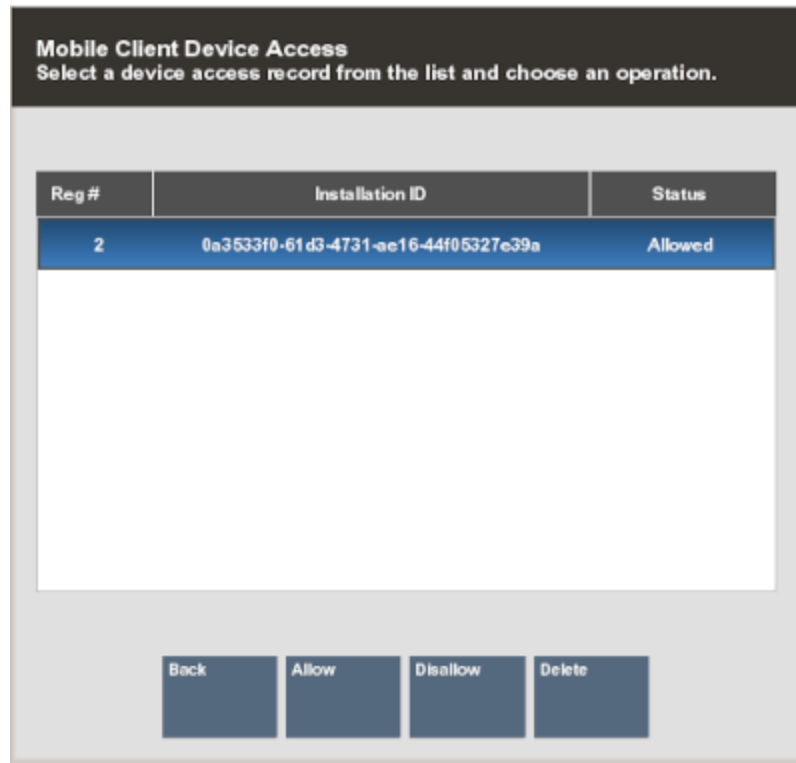 Mobile Client Device Access
Select a device access record from the list and choose an operation.
Reg # Installation ID Status
2 0a3533f0-61d3-4731-ae16-44f05327e39a Allowed
Back Allow Disallow Delete